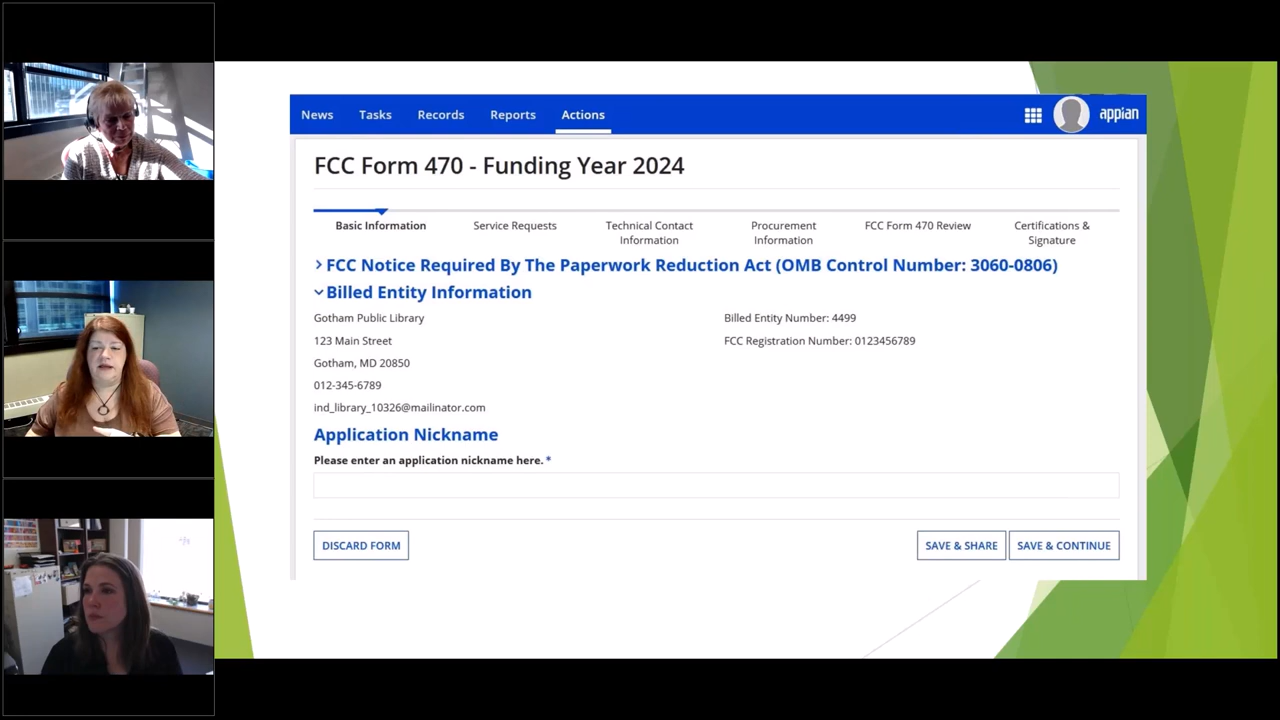 News Tasks Records Reports Actions appian
FCC Form 470 - Funding Year 2024
Basic Information Service Requests Technical Contact Information Procurement Information FCC Form 470 Review Certifications & Signature
FCC Notice Required By The Paperwork Reduction Act (OMB Control Number: 3060-0806)
Billed Entity Information
Gotham Public Library Billed Entity Number: 4499
123 Main Street FCC Registration Number: 0123456789
Gotham, MD 20850
012-345-6789
ind_library_10326@mailinator.com
Application Nickname
Please enter an application nickname here. *
DISCARD FORM SAVE & SHARE SAVE & CONTINUE